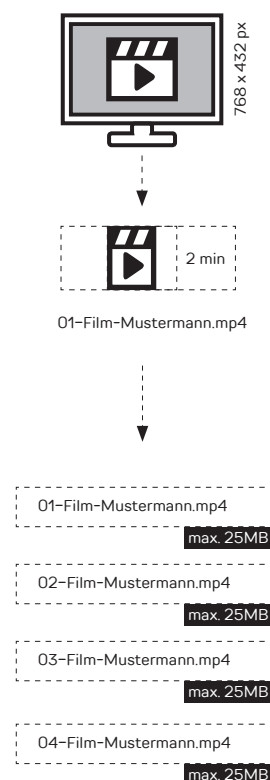 768 x 432 px
2 min
01-Film-Mustermann.mp4
01-Film-Mustermann.mp4
max. 25MB
02-Film-Mustermann.mp4
max. 25MB
03-Film-Mustermann.mp4
max. 25MB
04-Film-Mustermann.mp4
max. 25MB